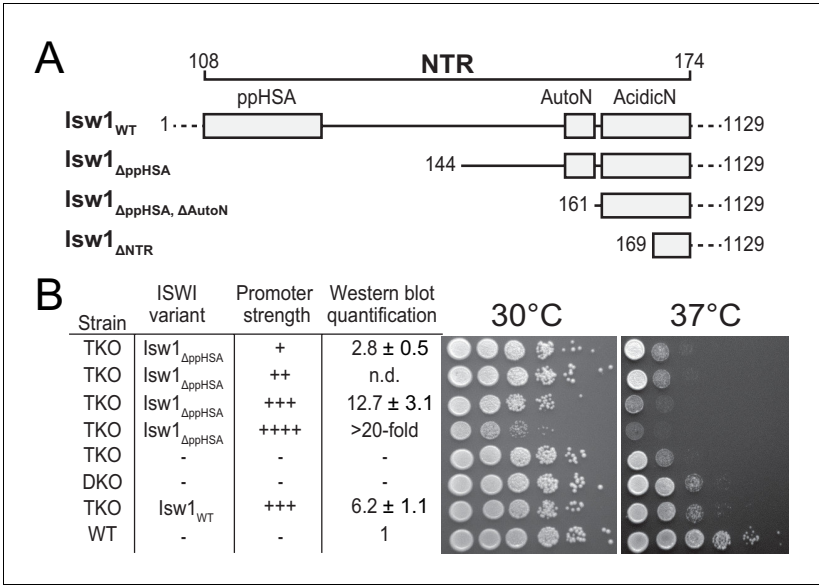 A
108 NTR 174
ppHSA AutoN AcidicN
Isw1WT 1 1129
Isw1ΔppHSA 144 1129
Isw1ΔppHSA, ΔAutoN 161 1129
Isw1ΔNTR 169 1129
B
Strain ISWI variant Promoter strength Western blot quantification 30°C 37°C
TKO Isw1ΔppHSA + 2.8 ± 0.5
TKO Isw1ΔppHSA ++ n.d.
TKO Isw1ΔppHSA +++ 12.7 ± 3.1
TKO Isw1ΔppHSA ++++ >20-fold
TKO - - -
DKO - - -
TKO Isw1WT +++ 6.2 ± 1.1
WT - - 1